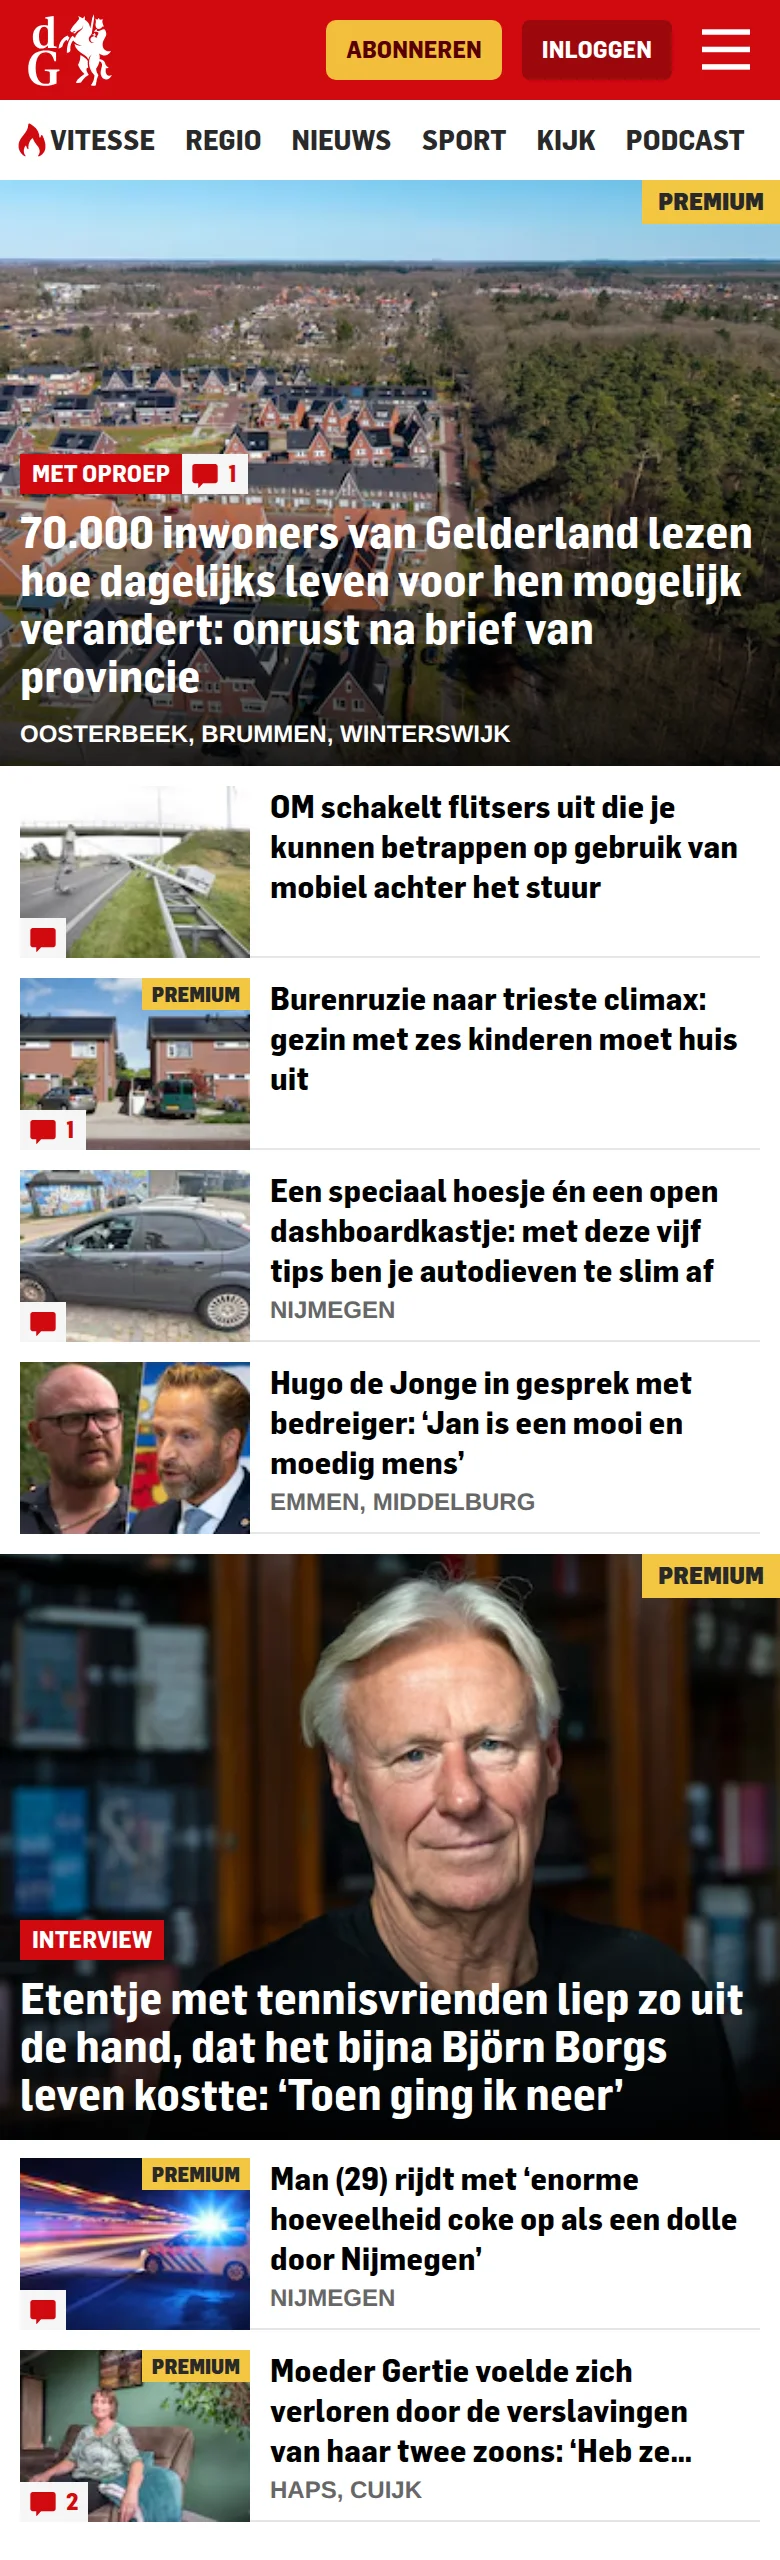 dG
ABONNEREN
INLOGGEN
VITESSE REGIO NIEUWS SPORT KIJK PODCAST
PREMIUM
MET OPROEP 1
70.000 inwoners van Gelderland lezen
hoe dagelijks leven voor hen mogelijk
verandert: onrust na brief van
provincie
OOSTERBEEK, BRUMMEN, WINTERSWIJK
OM schakelt flitsers uit die je
kunnen betrappen op gebruik van
mobiel achter het stuur
PREMIUM
1
Burenruzie naar trieste climax:
gezin met zes kinderen moet huis
uit
Een speciaal hoesje én een open
dashboardkastje: met deze vijf
tips ben je autodieven te slim af
NIJMEGEN
Hugo de Jonge in gesprek met
bedreiger: ‘Jan is een mooi en
moedig mens’
EMMEN, MIDDELBURG
PREMIUM
INTERVIEW
Etentje met tennisvrienden liep zo uit
de hand, dat het bijna Björn Borgs
leven kostte: ‘Toen ging ik neer’
PREMIUM
Man (29) rijdt met ‘enorme
hoeveelheid coke op als een dolle
door Nijmegen’
NIJMEGEN
PREMIUM
2
Moeder Gertie voelde zich
verloren door de verslavingen
van haar twee zoons: ‘Heb ze...
HAPS, CUIJK